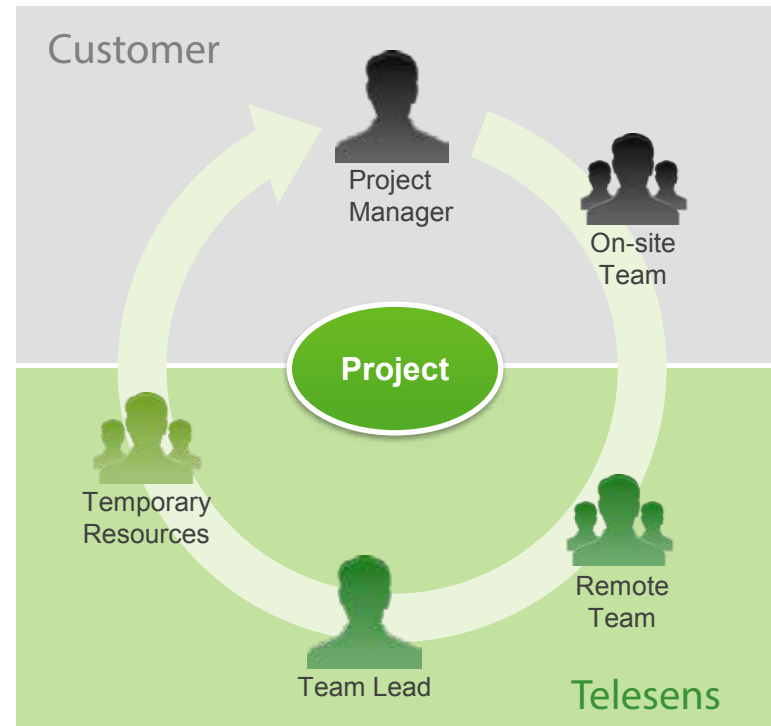 Customer
Project
Manager
On-site
Team
Project
Temporary
Resources
Remote
Team
Team Lead
Telesens